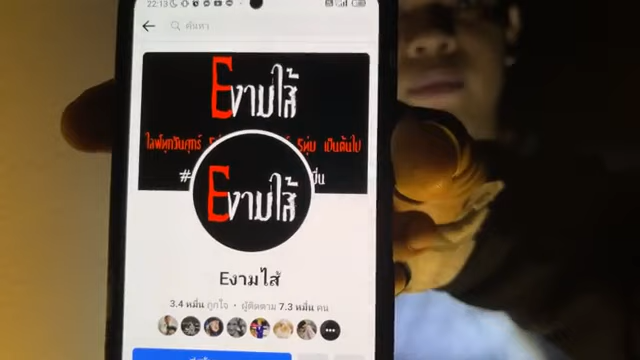 22:13
ค้นหา
Eงามไส้
ไลฟ์ทุกวันศุกร์
5ทุ่ม เป็นต้นไป
#
Eงามไส้
Eงามไส้
3.4 หมื่น ถูกใจ • ผู้ติดตาม 7.3 หมื่น คน